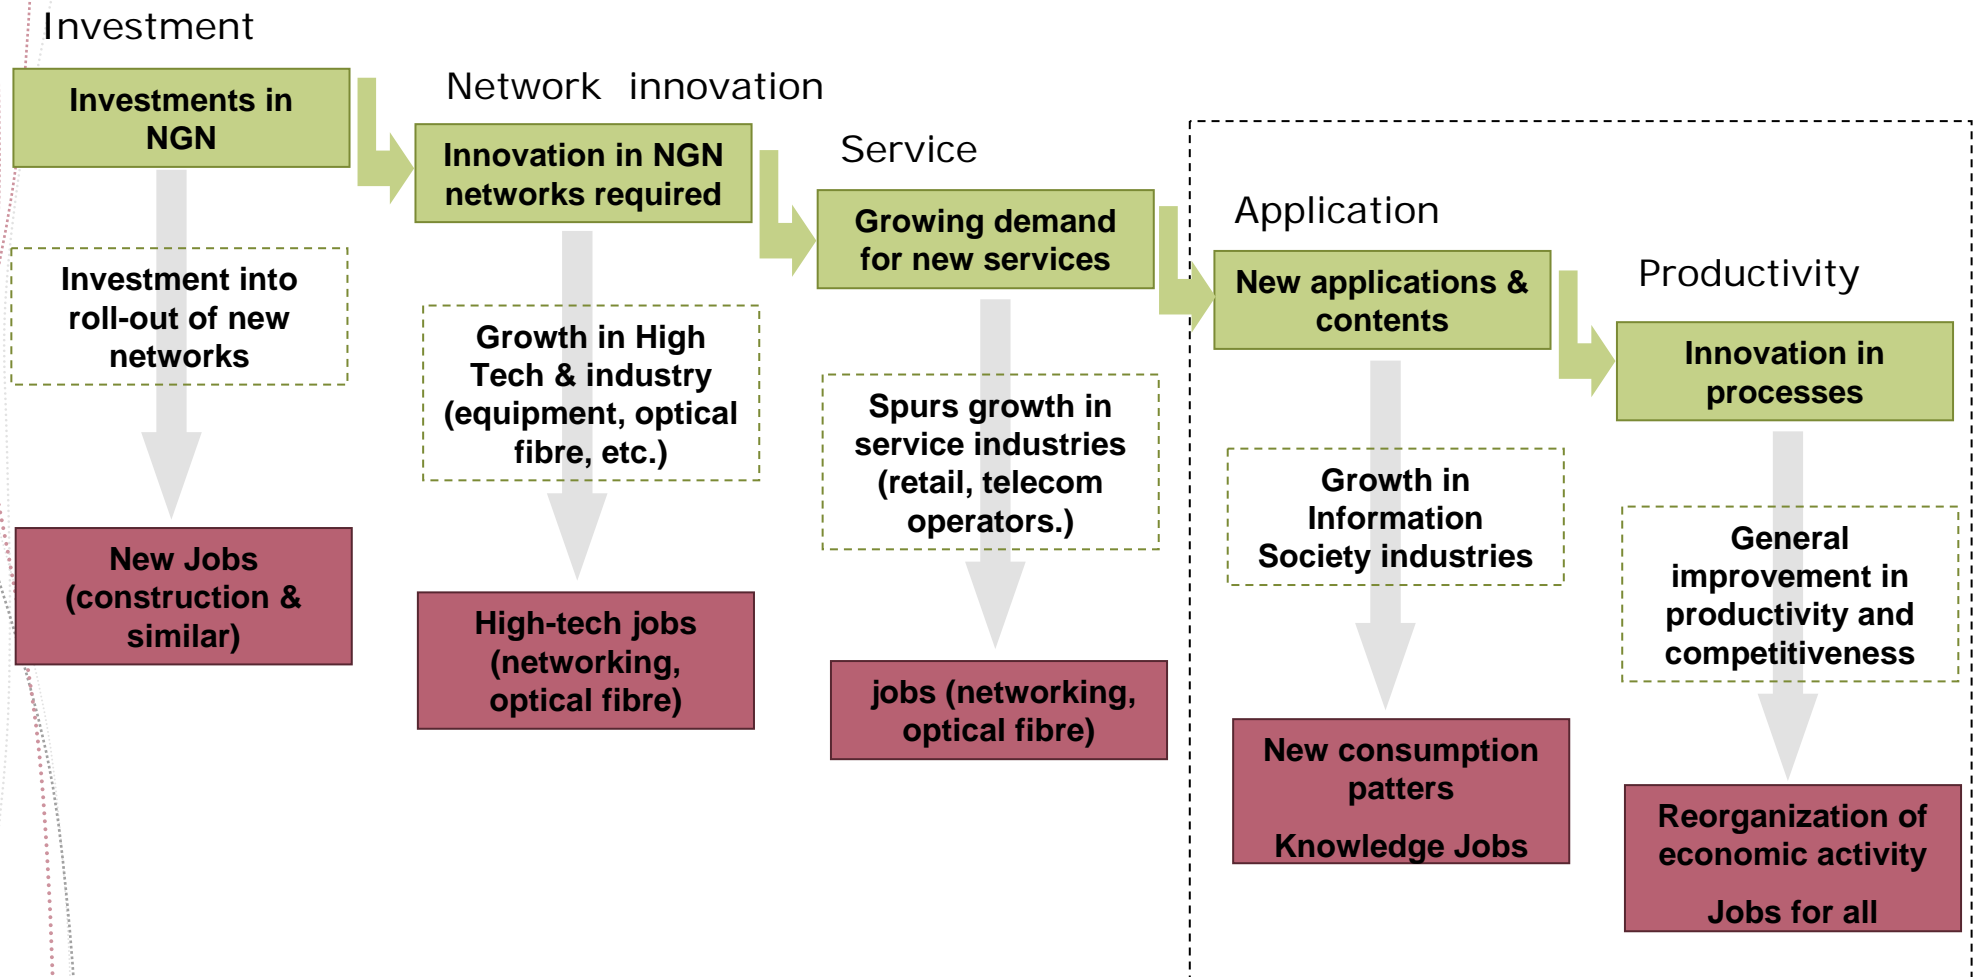 Investment
Investments in
NGN
Investment into
roll-out of new
networks
New Jobs
(construction &
similar)
Network innovation
Innovation in NGN
networks required
Growth in High
Tech & industry
(equipment, optical
fibre, etc.)
High-tech jobs
(networking,
optical fibre)
Service
Growing demand
for new services
Spurs growth in
service industries
(retail, telecom
operators.)
jobs (networking,
optical fibre)
Application
New applications &
contents
Growth in
Information
Society industries
New consumption
patters
Knowledge Jobs
Productivity
Innovation in
processes
General
improvement in
productivity and
competitiveness
Reorganization of
economic activity
Jobs for all